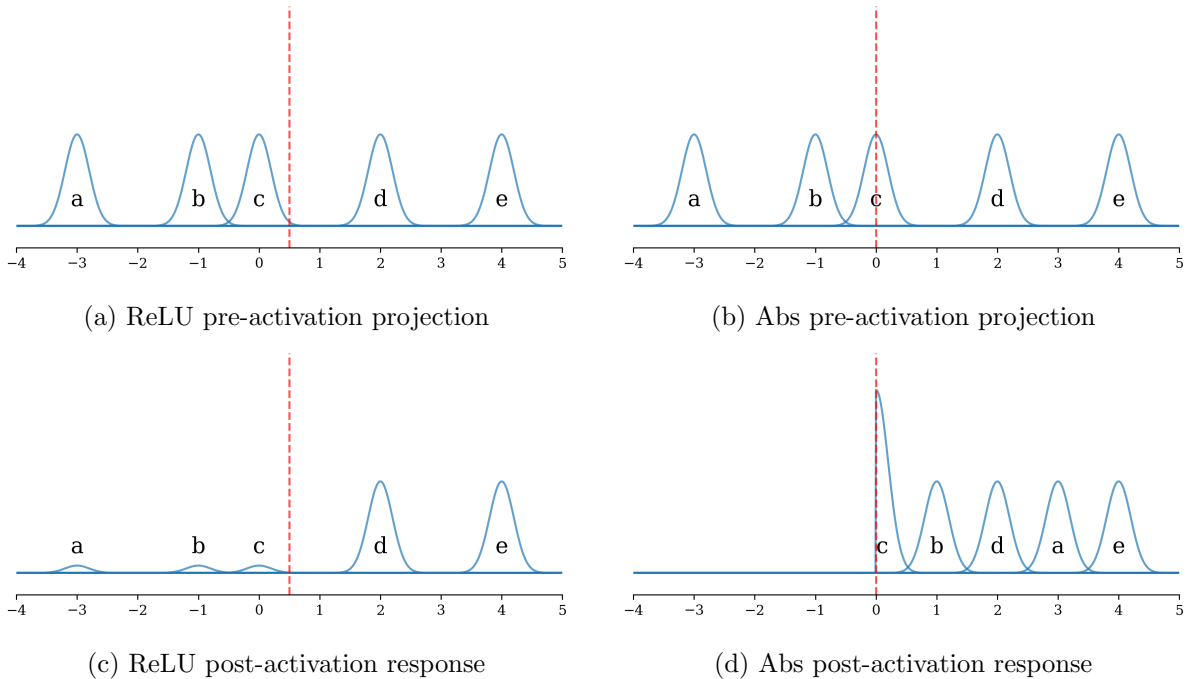 a b c d e
−4 −3 −2 −1 0 1 2 3 4 5
(a) ReLU pre-activation projection
a b c d e
−4 −3 −2 −1 0 1 2 3 4 5
(b) Abs pre-activation projection
a b c d e
−4 −3 −2 −1 0 1 2 3 4 5
(c) ReLU post-activation response
c b d a e
−4 −3 −2 −1 0 1 2 3 4 5
(d) Abs post-activation response